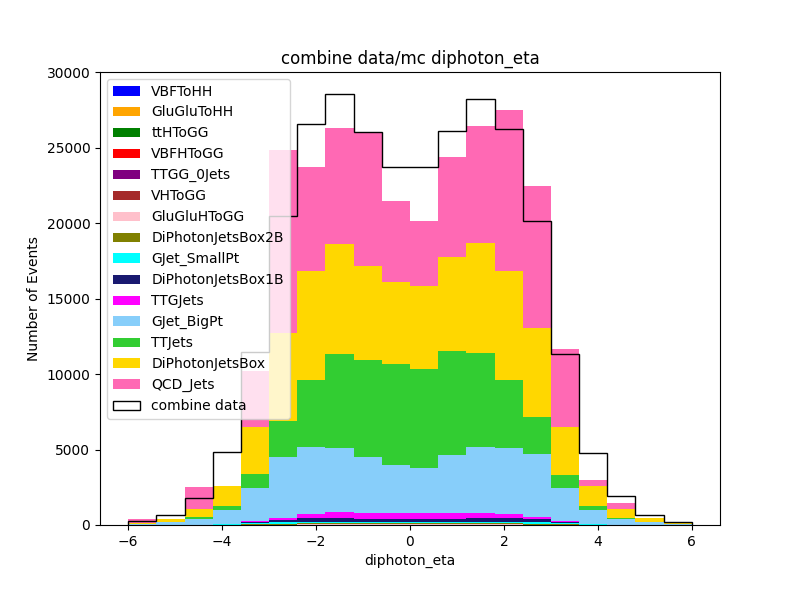 combine data/mc diphoton_eta
30000
25000
20000
15000
10000
5000
0
Number of Events
VBFToHH
GluGluToHH
ttHToGG
VBFHToGG
TTGG_0Jets
VHToGG
GluGluHToGG
DiPhotonJetsBox2B
GJet_SmallPt
DiPhotonJetsBox1B
TTGJets
GJet_BigPt
TTJets
DiPhotonJetsBox
QCD_Jets
combine data
−6 −4 −2 0 2 4 6
diphoton_eta